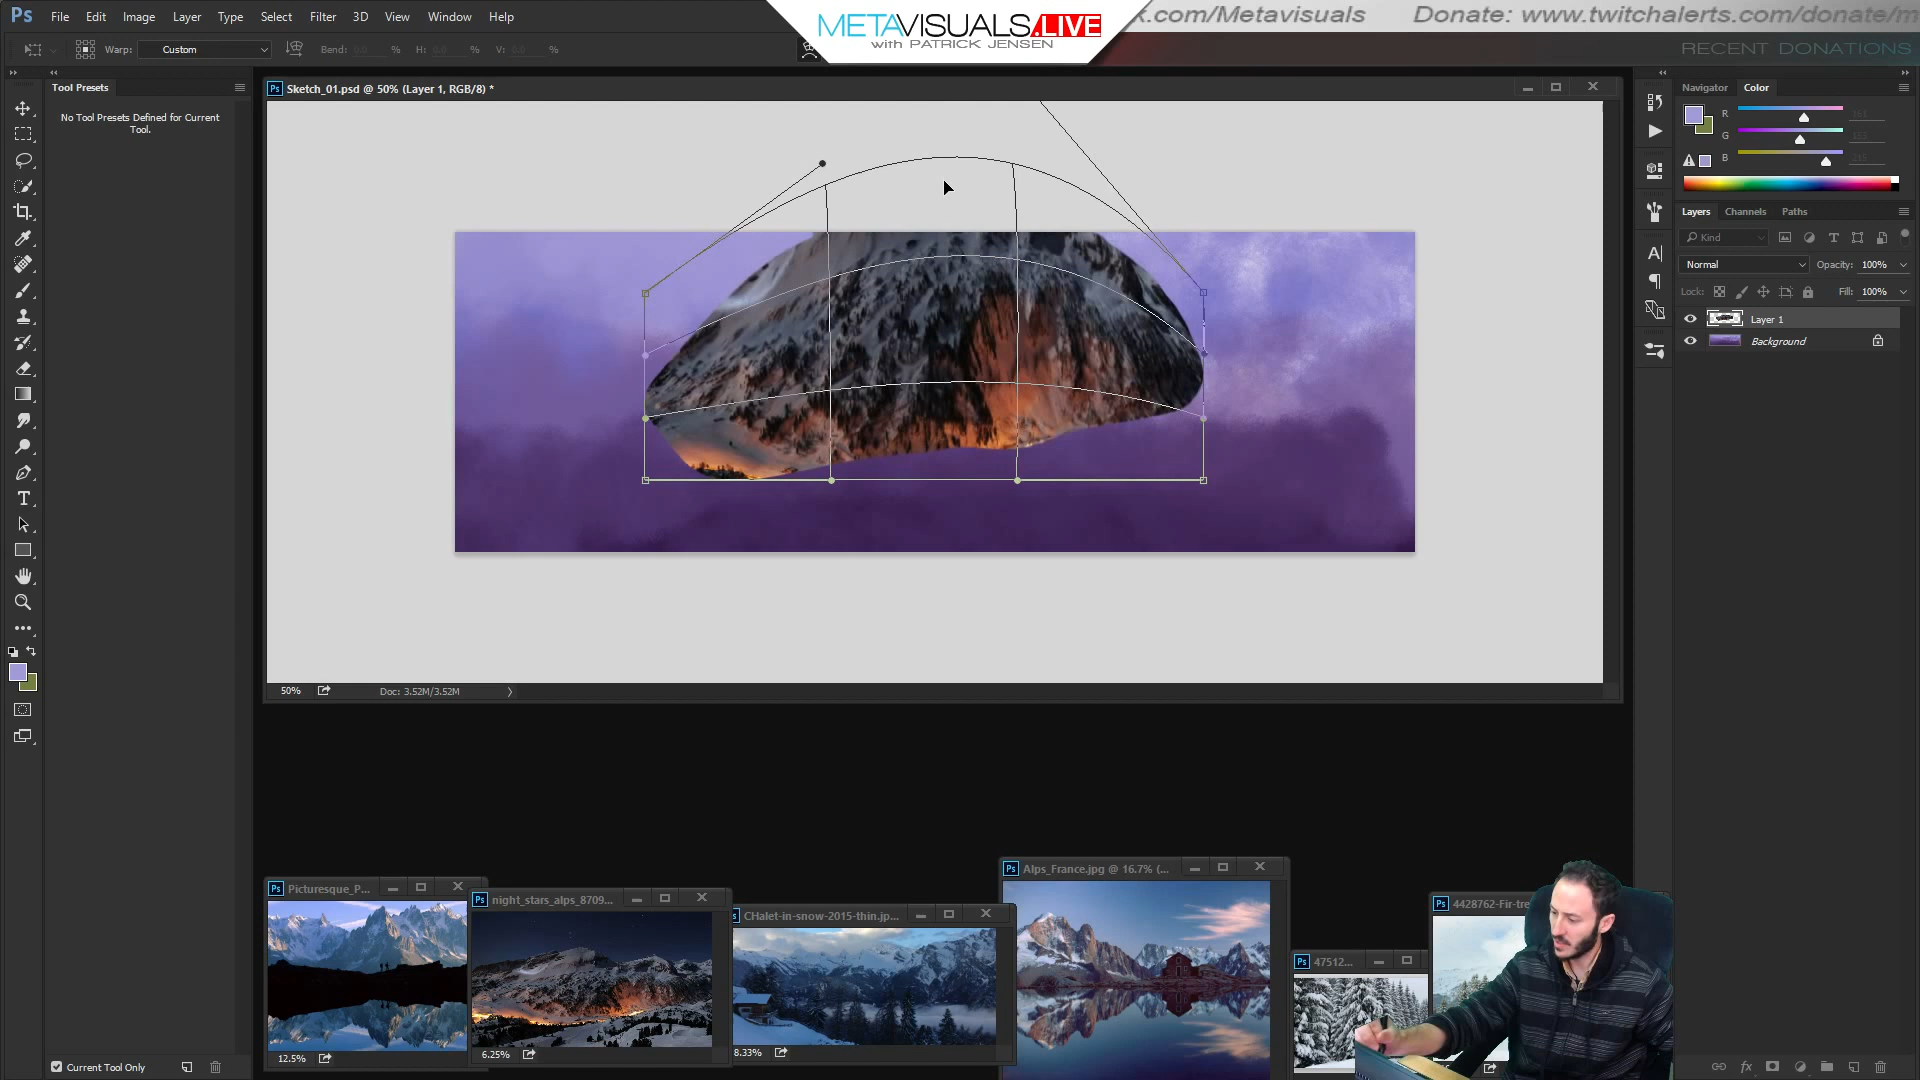 Ps File Edit Image Layer Type Select Filter 3D View Window Help
METAVISUALS.LIVE
with PATRICK JENSEN
k.com/Metavisuals Donate: www.twitchalerts.com/donate/m
RECENT DONATIONS
Warp: Custom Bend: 0.0 % H: 0.0 % V: 0.0 %
Tool Presets
No Tool Presets Defined for Current
Tool.
Ps Sketch_01.psd @ 50% (Layer 1, RGB/8) *
Navigator Color
R
G
B
Layers Channels Paths
Kind
Normal Opacity: 100%
Lock: Fill: 100%
Layer 1
Background
50% Doc: 3.52M/3.52M
Ps Picturesque_P...
12.5%
Ps night_stars_alps_8709...
6.25%
CHalet-in-snow-2015-thin.jp...
8.33%
Ps Alps_France.jpg @ 16.7% (...
Ps 47512...
Ps 4428762-Fir-tre
Current Tool Only